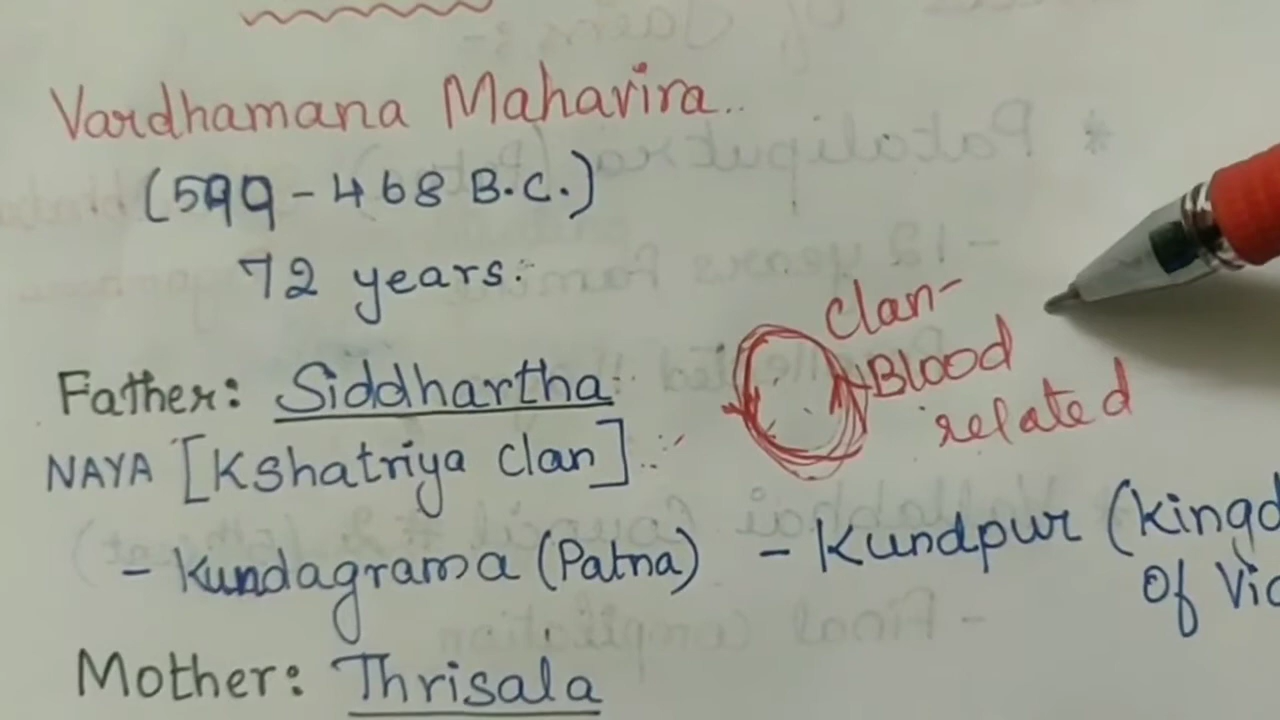 Vardhamana Mahavira..
(599 - 468 B.C.)
72 years.
Clan-
Blood
related
Father: Siddhartha
NAYA [Kshatriya Clan]
- Kundagrama (Patna) - Kundpur (Kingd
Of Vi
Mother: Thrisala